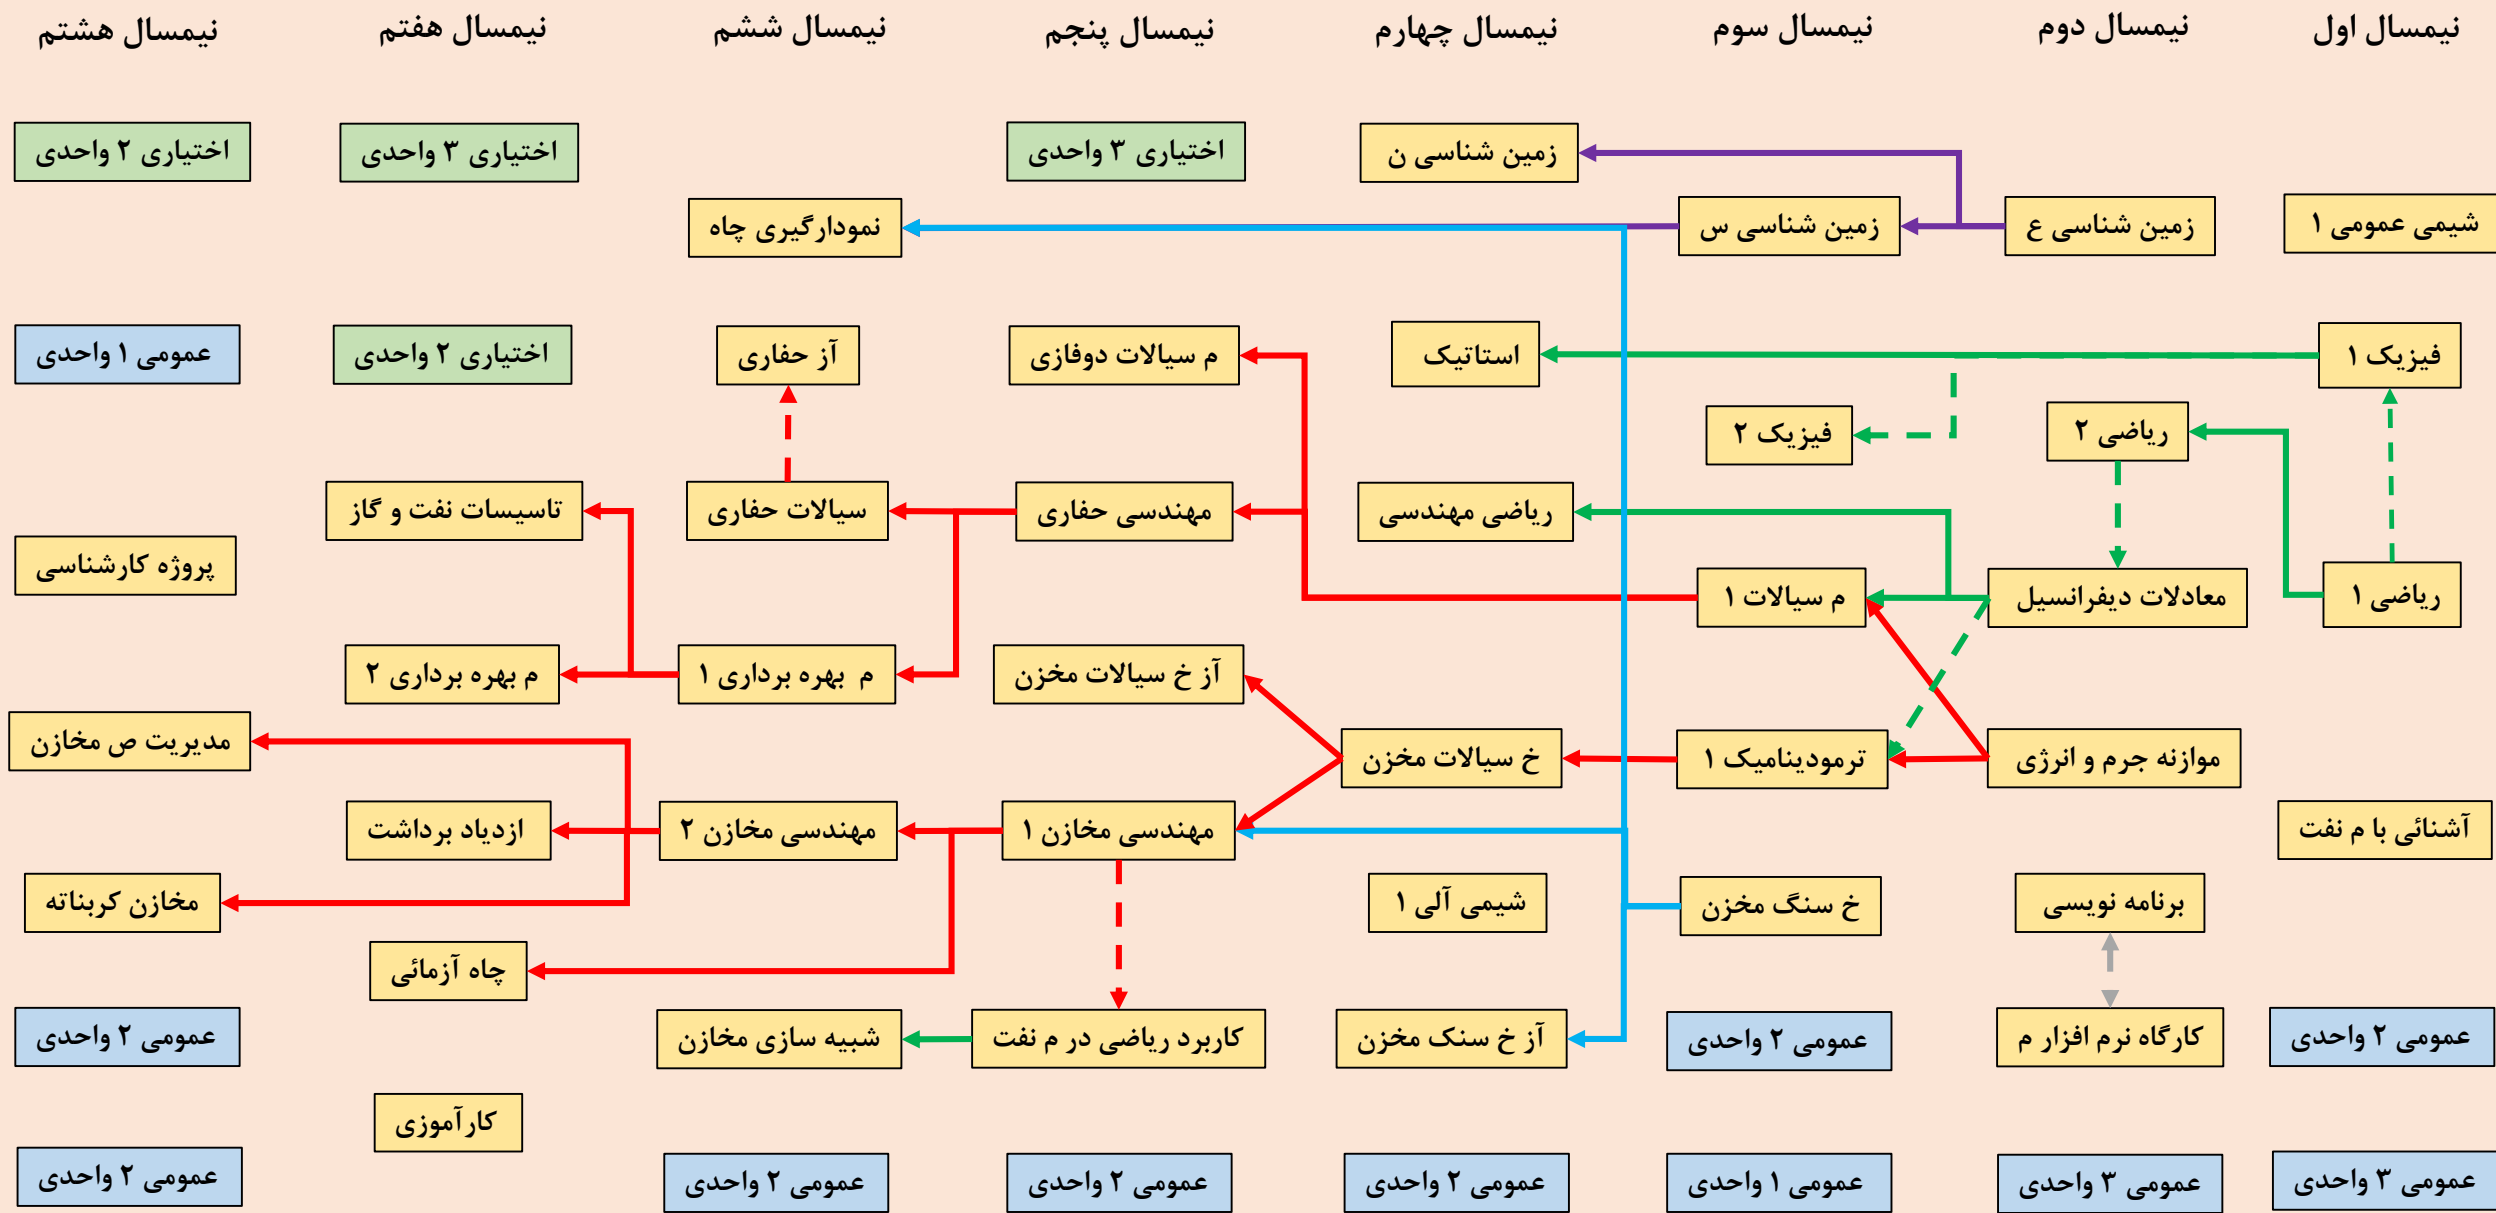 نیمسال اول
نیمسال دوم
نیمسال سوم
نیمسال چهارم
نیمسال پنجم
نیمسال ششم
نیمسال هفتم
نیمسال هشتم
شیمی عمومی ۱
فیزیک ۱
ریاضی ۱
آشنائی با م نفت
عمومی ۲ واحدی
عمومی ۳ واحدی
زمین شناسی ع
ریاضی ۲
معادلات دیفرانسیل
موازنه جرم و انرژی
برنامه نویسی
کارگاه نرم افزار م
عمومی ۳ واحدی
زمین شناسی س
فیزیک ۲
م سیالات ۱
ترمودینامیک ۱
خ سنگ مخزن
عمومی ۲ واحدی
عمومی ۱ واحدی
زمین شناسی ن
استاتیک
ریاضی مهندسی
خ سیالات مخزن
شیمی آلی ۱
آز خ سنک مخزن
عمومی ۲ واحدی
اختیاری ۳ واحدی
م سیالات دوفازی
مهندسی حفاری
آز خ سیالات مخزن
مهندسی مخازن ۱
کاربرد ریاضی در م نفت
عمومی ۲ واحدی
نمودارگیری چاه
آز حفاری
سیالات حفاری
م بهره برداری ۱
مهندسی مخازن ۲
شبیه سازی مخازن
عمومی ۲ واحدی
اختیاری ۳ واحدی
اختیاری ۲ واحدی
تاسیسات نفت و گاز
م بهره برداری ۲
ازدیاد برداشت
چاه آزمائی
کارآموزی
اختیاری ۲ واحدی
عمومی ۱ واحدی
پروژه کارشناسی
مدیریت ص مخازن
مخازن کربناته
عمومی ۲ واحدی
عمومی ۲ واحدی